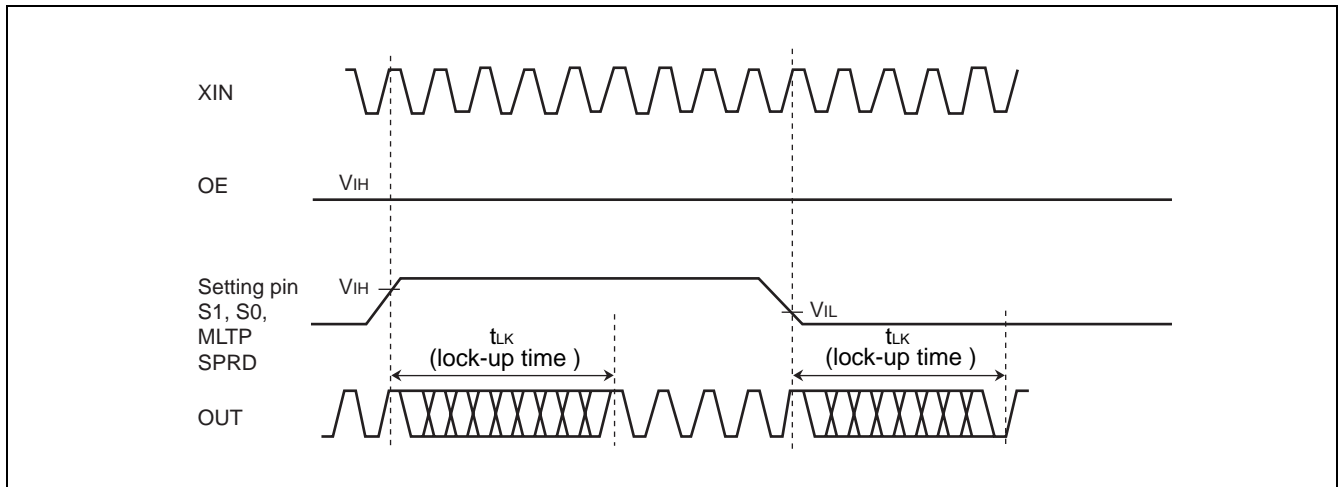 XIN
OE
VIH
Setting pin
S1, S0,
MLTP
SPRD
VIH
VIL
tLK
(lock-up time )
tLK
(lock-up time )
OUT